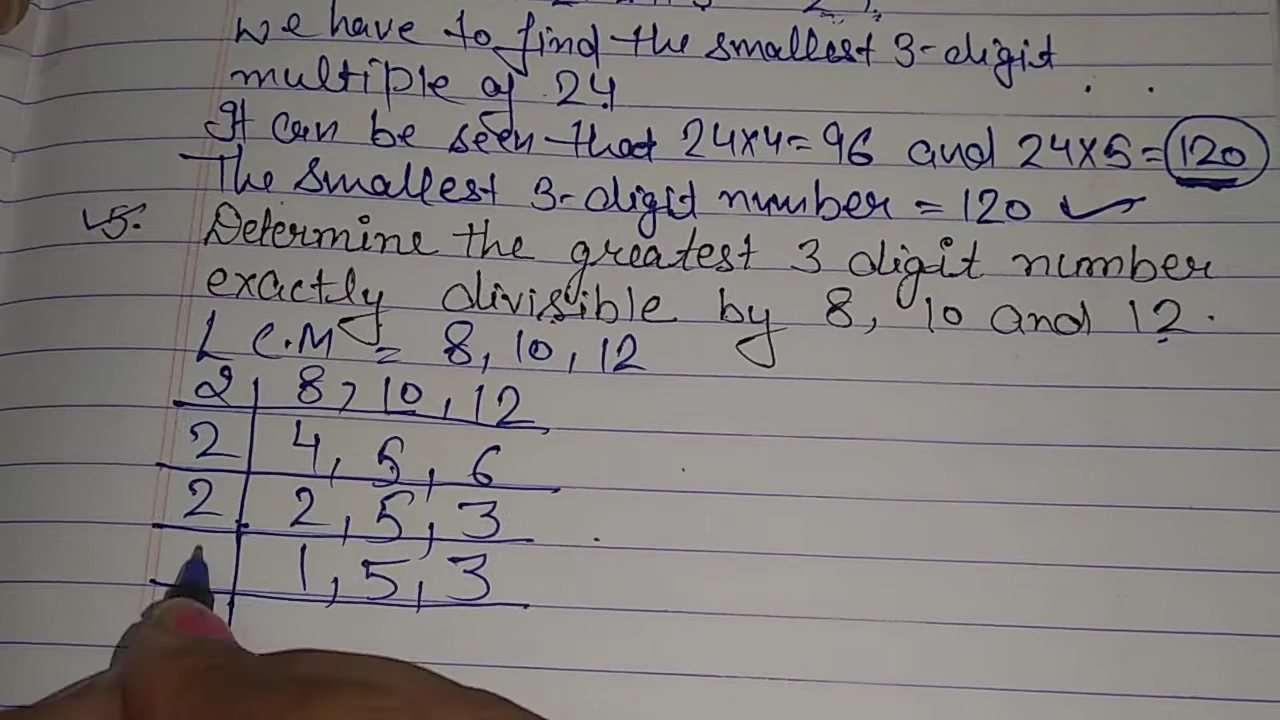 we have to find the smallest 3-digit
multiple of 24
It can be seen that 24×4=96 and 24×5=120
The smallest 3-digit number = 120
5. Determine the greatest 3 digit number
exactly divisible by 8, 10 and 12.
L C.M = 8, 10, 12
2 8, 10, 12
2 4, 5, 6
2 2, 5, 3
1, 5, 3